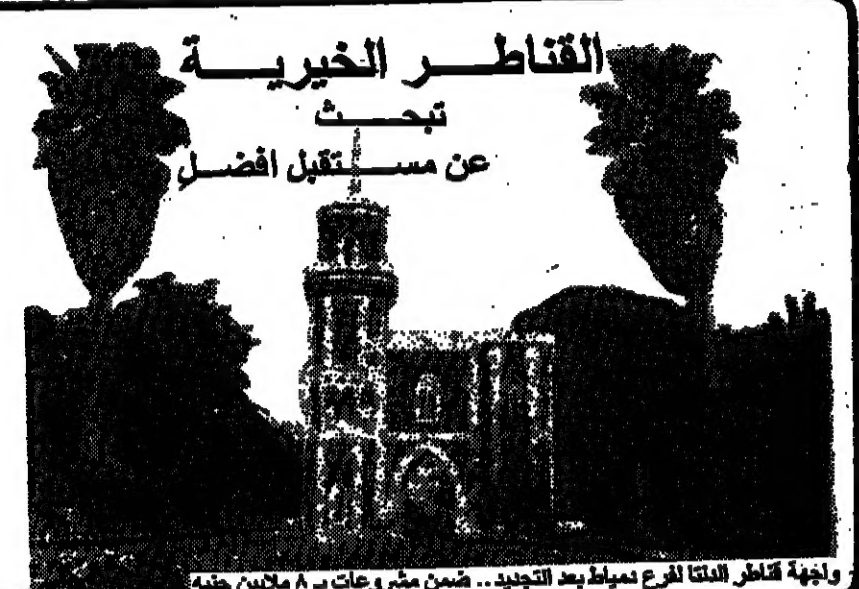 القناطر الخيرية
تبحث
عن مستقبل افضل
واجهة قناطر الدلتا لفرع دمياط بعد التجديد .. ضمن مشروعات بـ ٨ ملايين جنيه